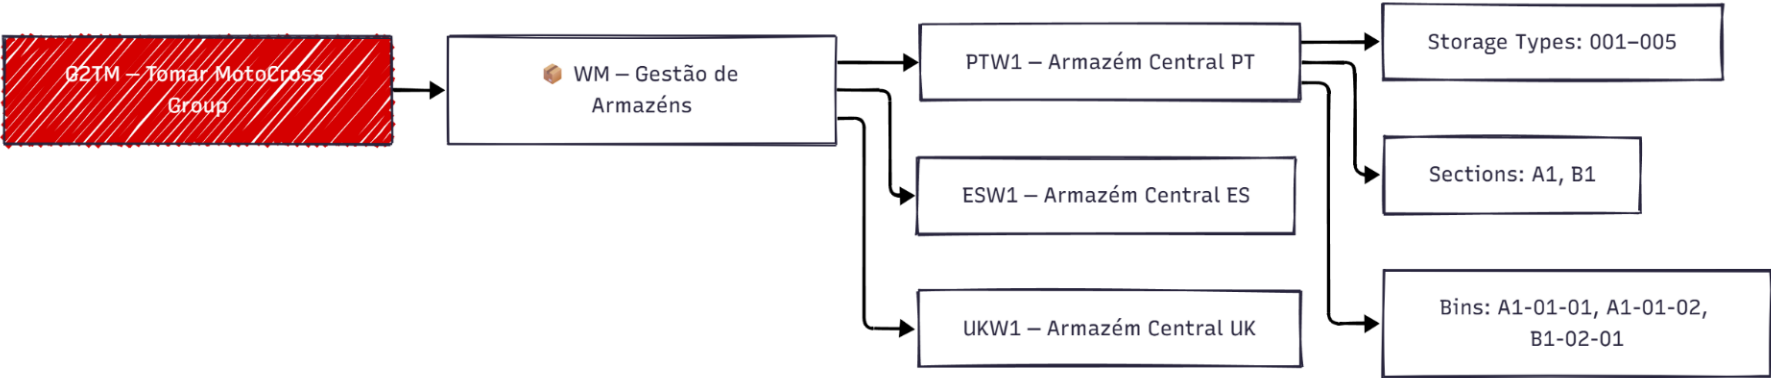 G2TM – Tomar MotoCross
Group
WM – Gestão de
Armazéns
PTW1 – Armazém Central PT
ESW1 – Armazém Central ES
UKW1 – Armazém Central UK
Storage Types: 001–005
Sections: A1, B1
Bins: A1-01-01, A1-01-02,
B1-02-01